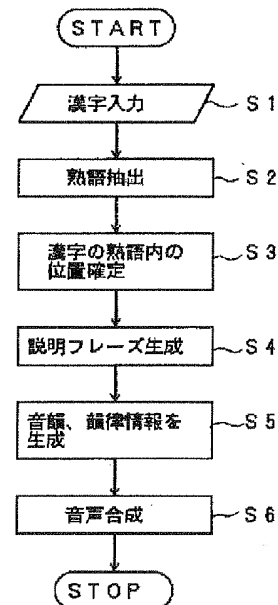 START
漢字入力 S1
熟語抽出 S2
漢字の熟語内の
位置確定 S3
説明フレーズ生成 S4
音韻、韻律情報を
生成 S5
音声合成 S6
STOP